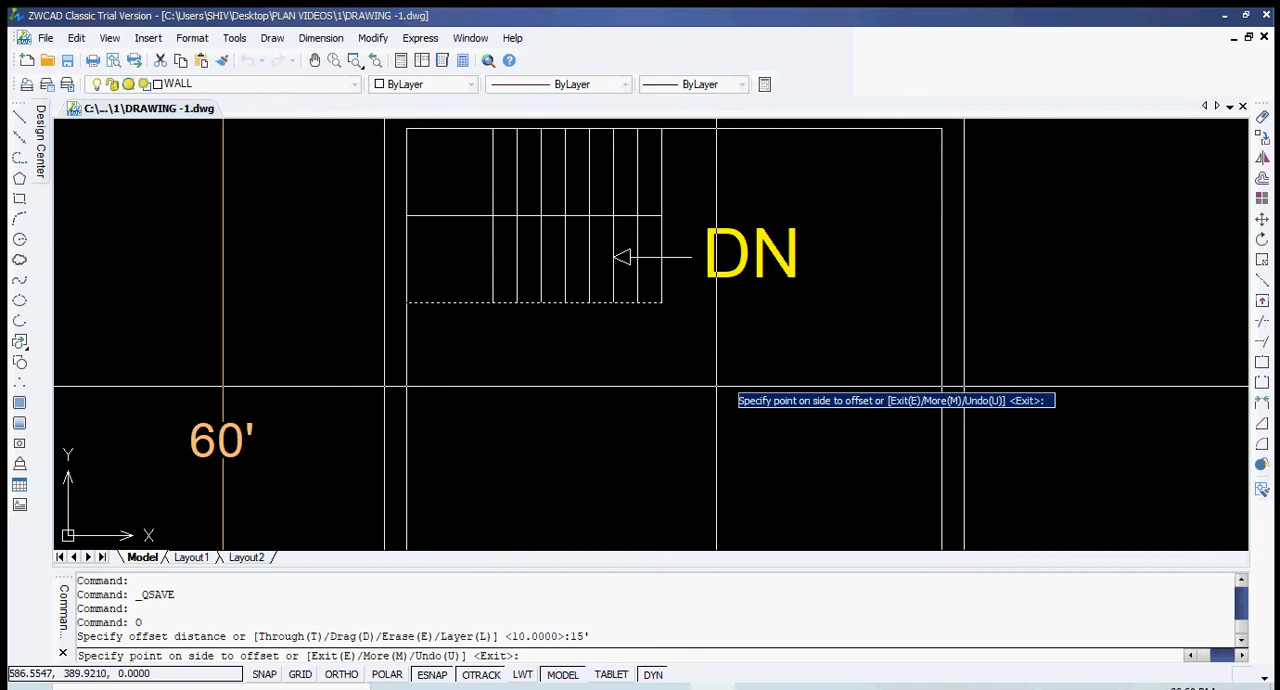 ZWCAD Classic Trial Version - [C:\Users\SHIV\Desktop\PLAN VIDEOS\1\DRAWING -1.dwg]
File Edit View Insert Format Tools Draw Dimension Modify Express Window Help
WALL ByLayer ByLayer ByLayer
C:\...\1\DRAWING -1.dwg
Design Center
DN
Specify point on side to offset or [Exit(E)/More(M)/Undo(U)] <Exit>:
60'
Y
X
Model Layout1 Layout2
Comman...
Command:
Command: _QSAVE
Command:
Command: O
Specify offset distance or [Through(T)/Drag(D)/Erase(E)/Layer(L)] <10.0000>:15'
Specify point on side to offset or [Exit(E)/More(M)/Undo(U)] <Exit>:
586.5547, 389.9210, 0.0000 SNAP GRID ORTHO POLAR ESNAP OTRACK LWT MODEL TABLET DYN